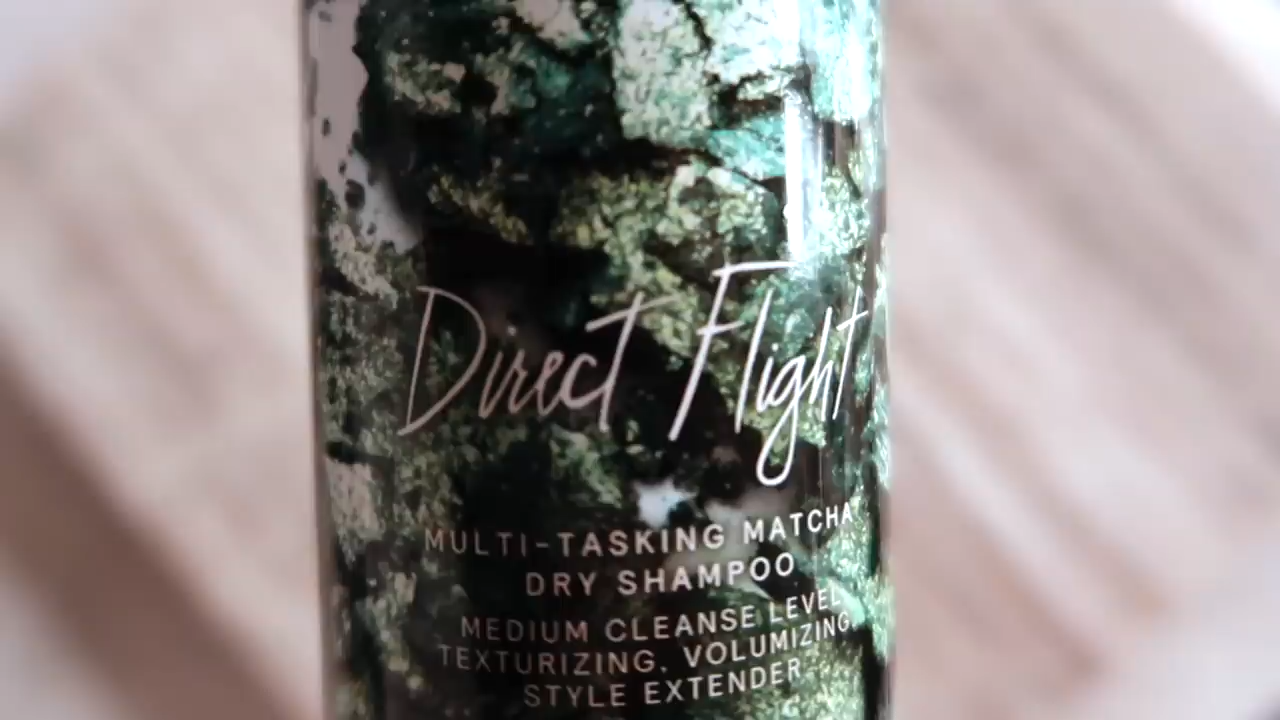 Direct Flight
MULTI-TASKING MATCHA
DRY SHAMPOO
MEDIUM CLEANSE LEVEL
TEXTURIZING, VOLUMIZING,
STYLE EXTENDER